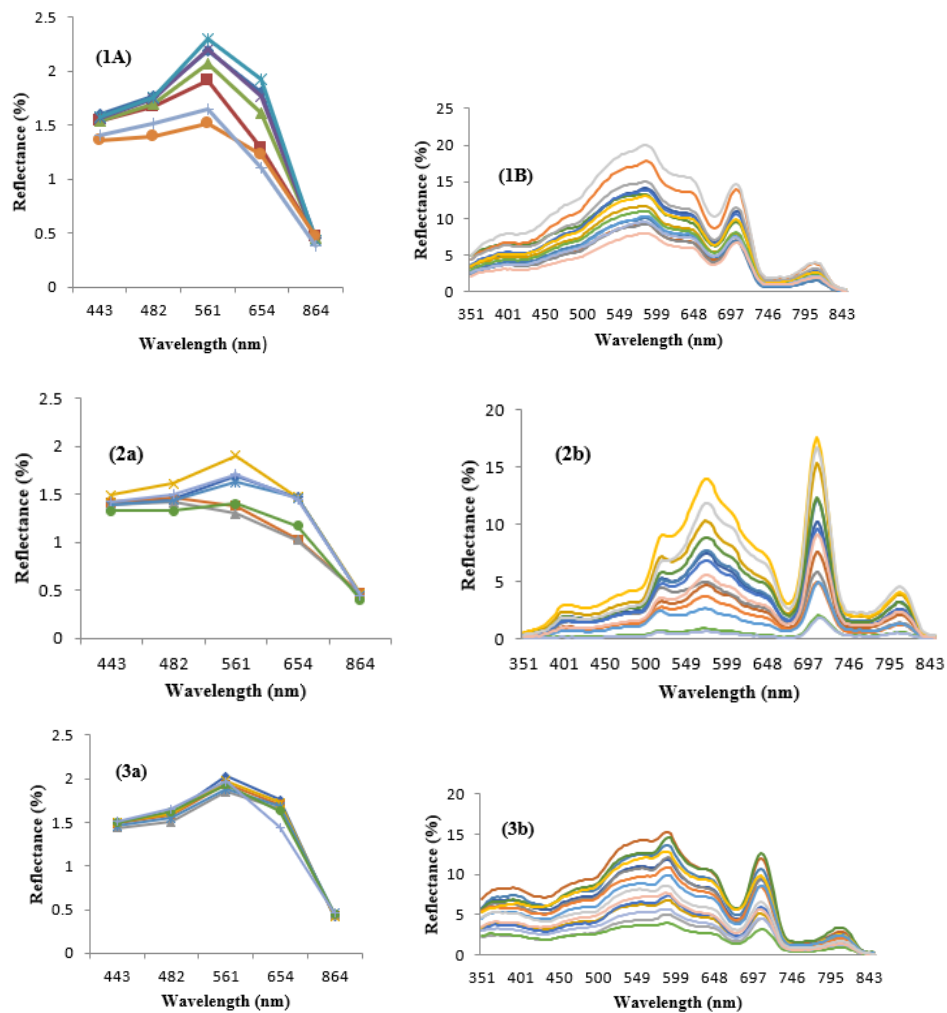 (1A)
Reflectance (%)
2.5
2
1.5
1
0.5
0
443 482 561 654 864
Wavelength (nm)
(1B)
Reflectance (%)
25
20
15
10
5
0
351 401 450 500 549 599 648 697 746 795 843
Wavelength (nm)
(2a)
Reflectance (%)
2.5
2
1.5
1
0.5
0
443 482 561 654 864
Wavelength (nm)
(2b)
Reflectance (%)
20
15
10
5
0
351 401 450 500 549 599 648 697 746 795 843
Wavelength (nm)
(3a)
Reflectance (%)
2.5
2
1.5
1
0.5
0
443 482 561 654 864
Wavelength (nm)
(3b)
Reflectance (%)
20
15
10
5
0
351 401 450 500 549 599 648 697 746 795 843
Wavelength (nm)